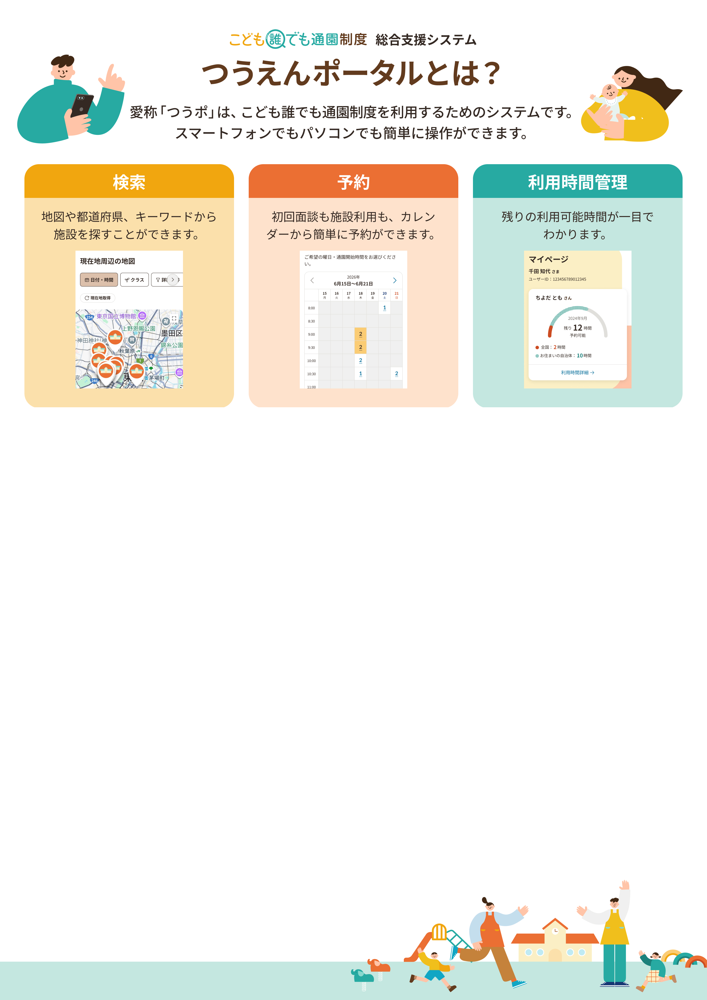 こども誰でも通園制度 総合支援システム
つうえんポータルとは？
愛称「つうポ」は、こども誰でも通園制度を利用するためのシステムです。
スマートフォンでもパソコンでも簡単に操作ができます。
検索
地図や都道府県、キーワードから
施設を探すことができます。
現在地周辺の地図
日付・時間 クラス
現在地取得
254 東京国立博物館
上野恩賜公園
墨田区
神田神社
錦糸公園
秋葉原 JR
6
1
246
茅場町
予約
初回面談も施設利用も、カレン
ダーから簡単に予約ができます。
ご希望の曜日・通園開始時間をお選びくださ
い。
2026年
6月15日〜6月21日
15 16 17 18 19 20 21
月 火 水 木 金 土 日
8:00 1
8:30
9:00 2
9:30 2
10:00 2
10:30 1 2
11:00
利用時間管理
残りの利用可能時間が一目で
わかります。
マイページ
千田 知代 さま
ユーザーID：123456789012345
ちよだ とも さん
2024年9月
残り 12 時間
予約可能
全国：2時間
お住まいの自治体：10時間
利用時間詳細→